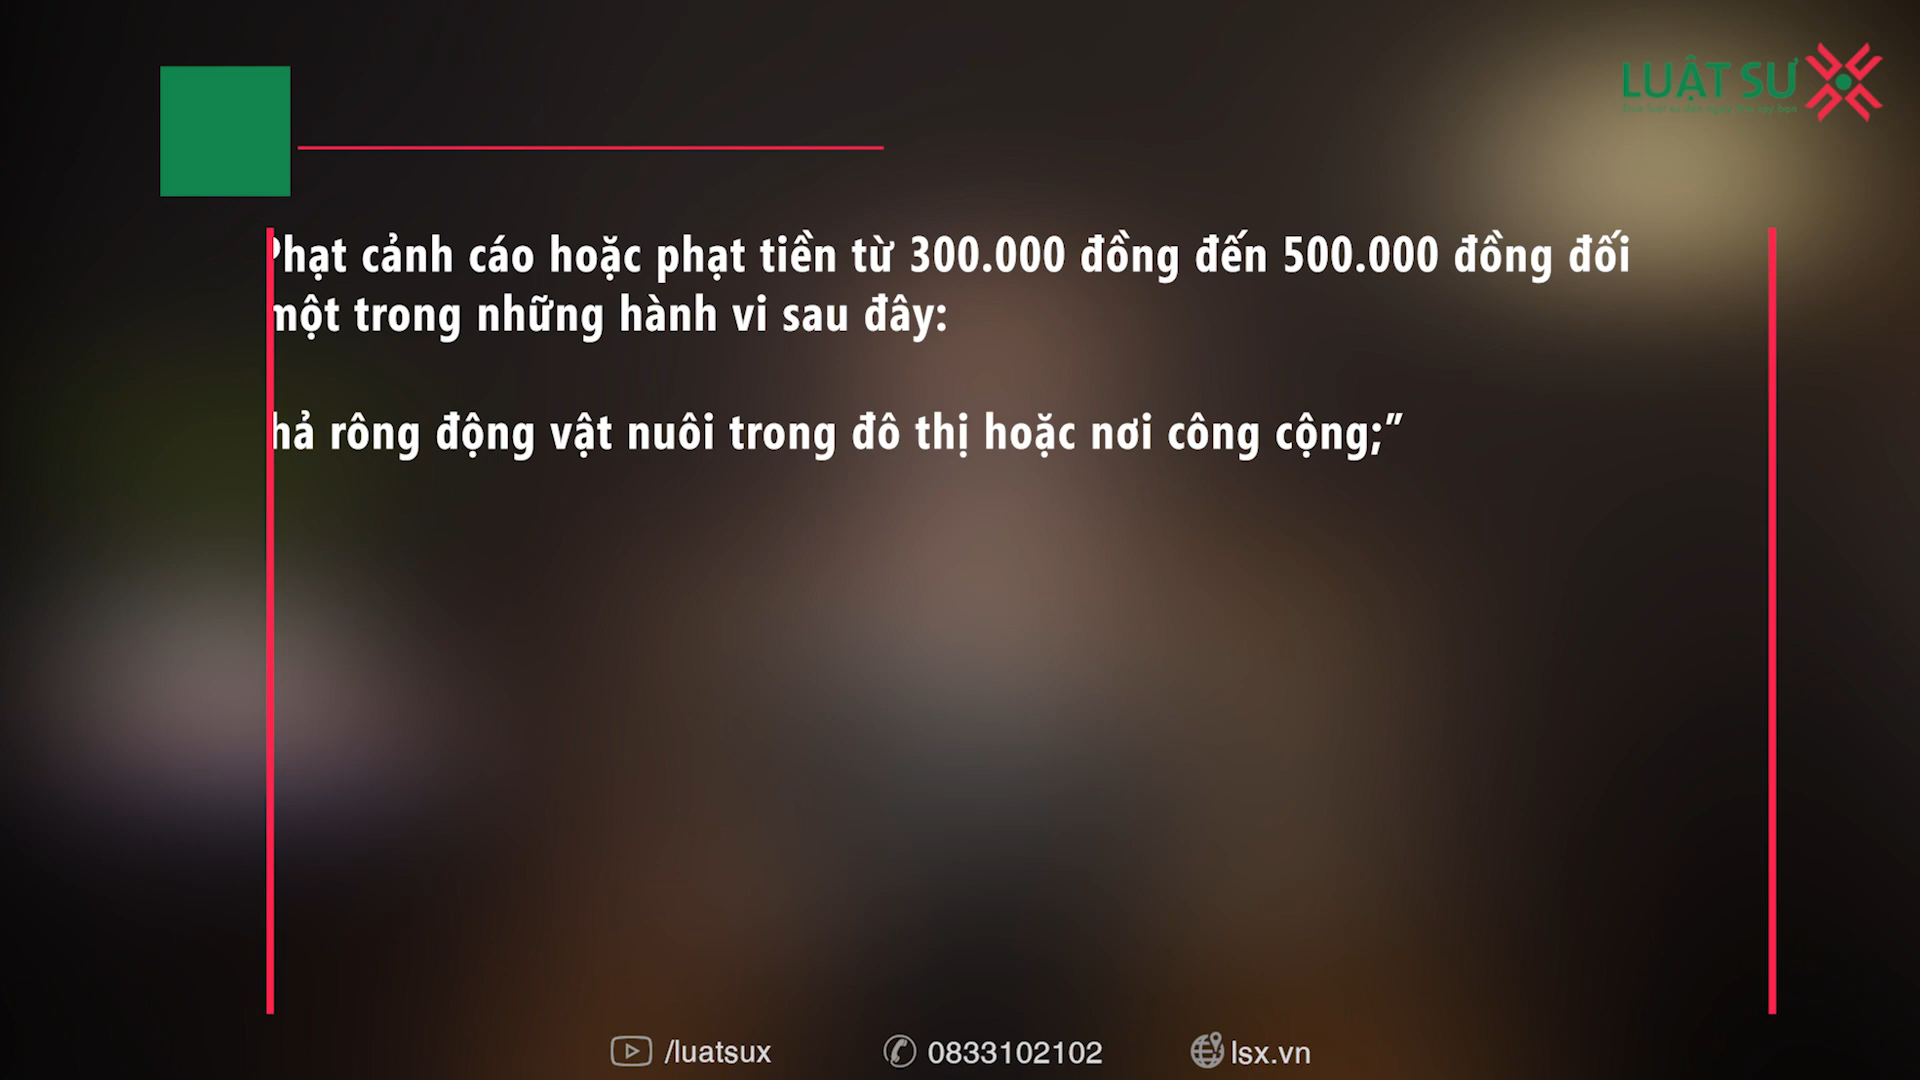 LUẬT SƯ
Phạt cảnh cáo hoặc phạt tiền từ 300.000 đồng đến 500.000 đồng đối
một trong những hành vi sau đây:
hả rông động vật nuôi trong đô thị hoặc nơi công cộng;”
/luatsux
0833102102
lsx.vn